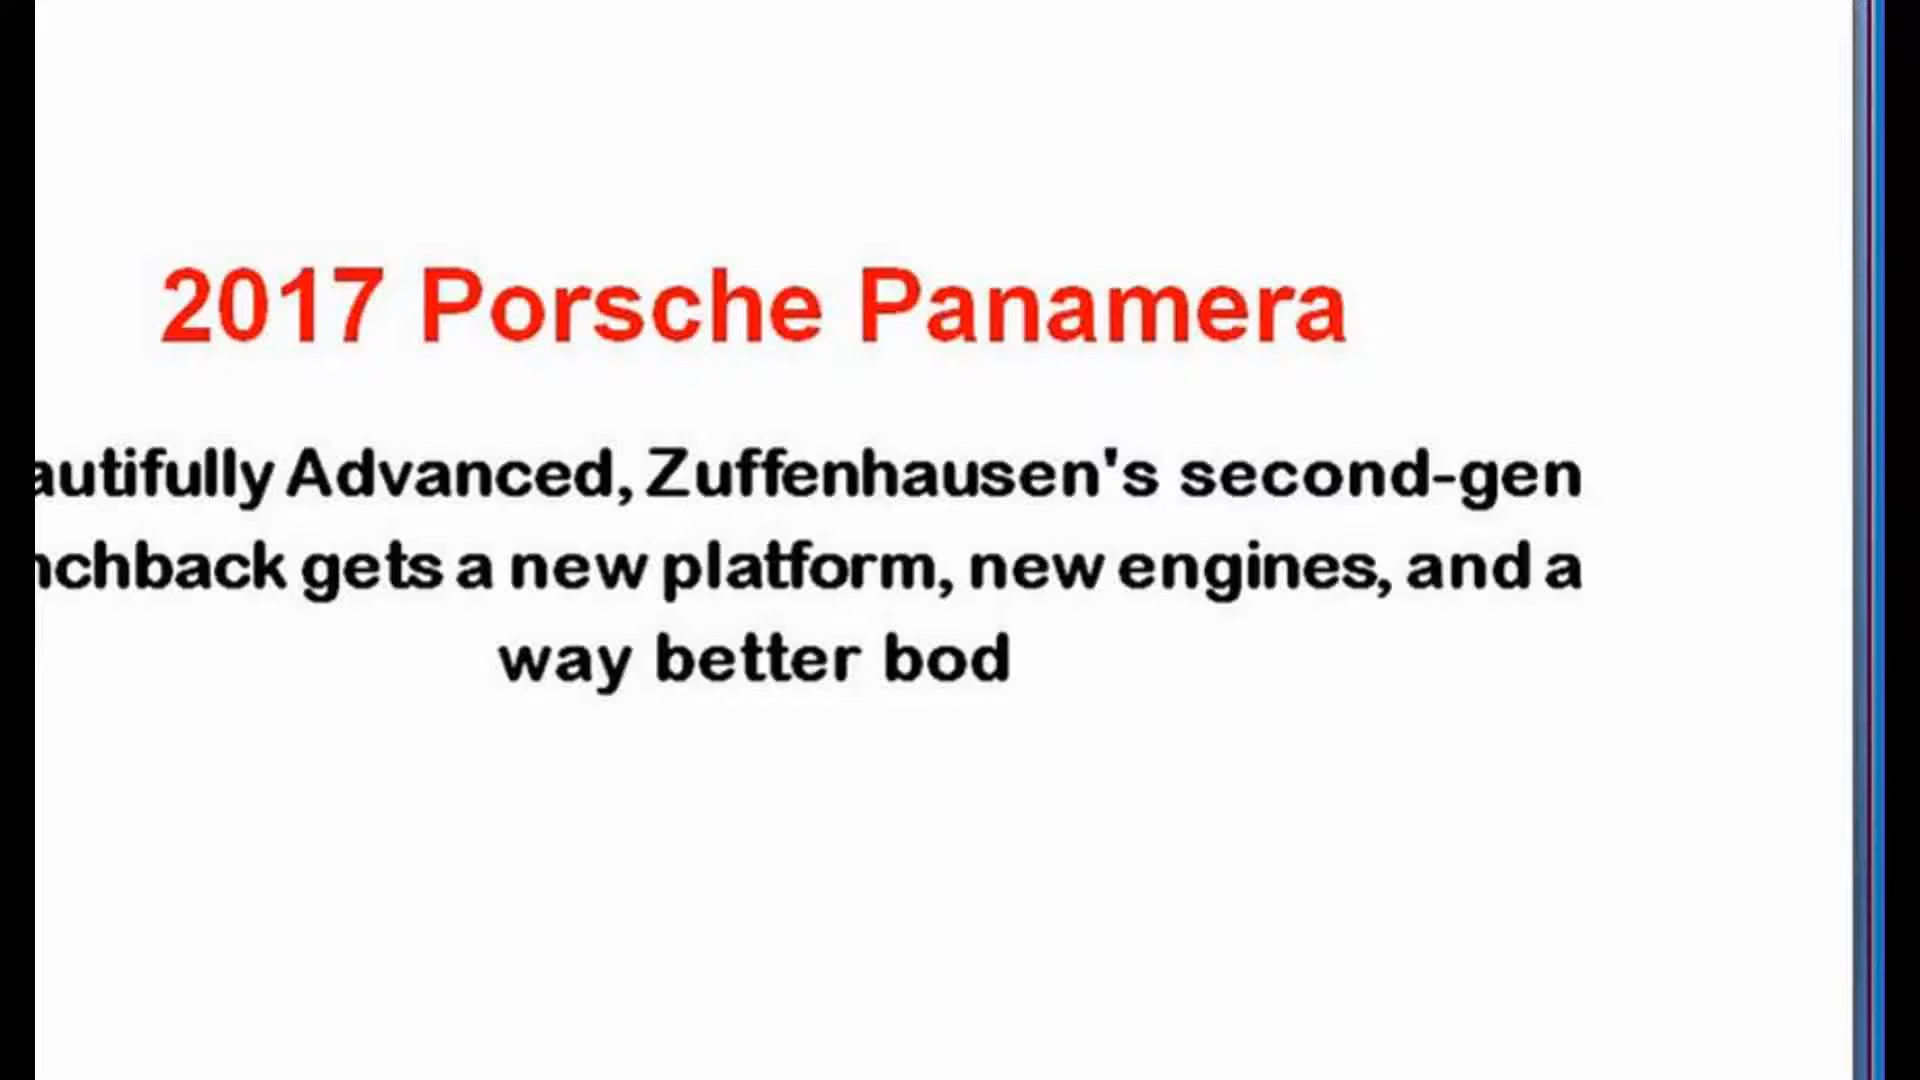 2017 Porsche Panamera
autifully Advanced, Zuffenhausen's second-gen
nchback gets a new platform, new engines, and a
way better bod